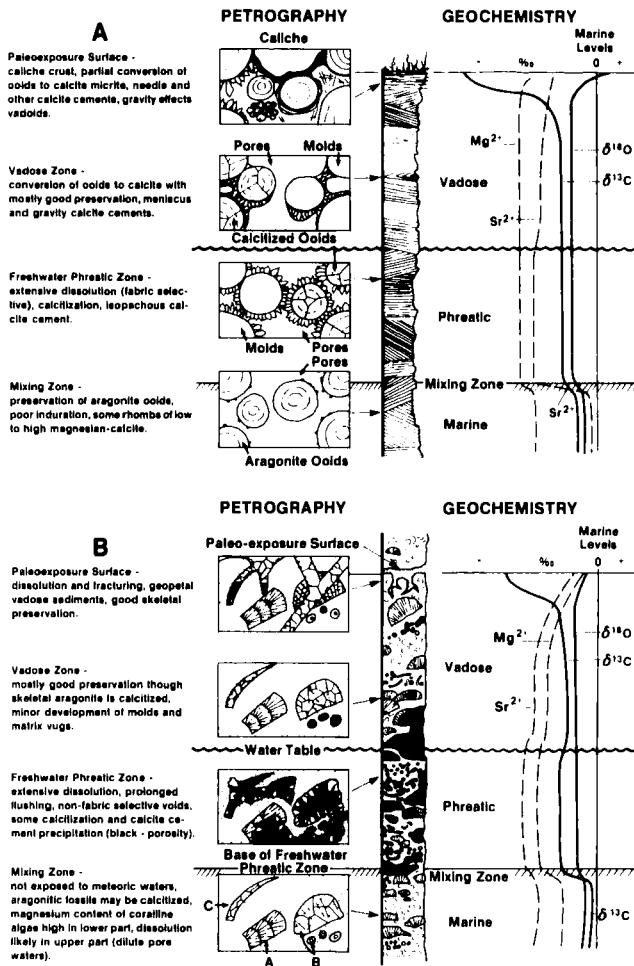 PETROGRAPHY
GEOCHEMISTRY
A
Caliche
Marine
Levels
Paleoexposure Surface -
caliche crust, partial conversion of
ooids to calcite micrite, needle and
other calcite cements, gravity effects
vadoids.
- ‰ 0 +
Mg2+
δ18O
Pores
Molds
Vadose
δ13C
Vadose Zone -
conversion of ooids to calcite with
mostly good preservation, meniscus
and gravity calcite cements.
Sr2+
Calcitized Ooids
Freshwater Phreatic Zone -
extensive dissolution (fabric selec-
tive), calcitization, isopachous cal-
cite cement.
Phreatic
Molds
Pores
Pores
Mixing Zone -
preservation of aragonite ooids,
poor induration, some rhombs of low
to high magnesian-calcite.
Mixing Zone
Sr2+
Marine
Aragonite Ooids
PETROGRAPHY
GEOCHEMISTRY
B
Paleo-exposure Surface
Marine
Levels
Paleoexposure Surface -
dissolution and fracturing, geopetal
vadose sediments, good skeletal
preservation.
- ‰ 0 +
Mg2+
δ18O
δ13C
Vadose
Vadose Zone -
mostly good preservation though
skeletal aragonite is calcitized,
minor development of molds and
matrix vugs.
Sr2+
Water Table
Freshwater Phreatic Zone -
extensive dissolution, prolonged
flushing, non-fabric selective voids,
some calcitization and calcite ce-
ment precipitation (black - porosity).
Phreatic
Base of Freshwater
Phreatic Zone
Mixing Zone -
not exposed to meteoric waters,
aragonitic fossils may be calcitized,
magnesium content of coralline
algae high in lower part, dissolution
likely in upper part (dilute pore
waters).
Mixing Zone
C
Marine
δ13C
A
B